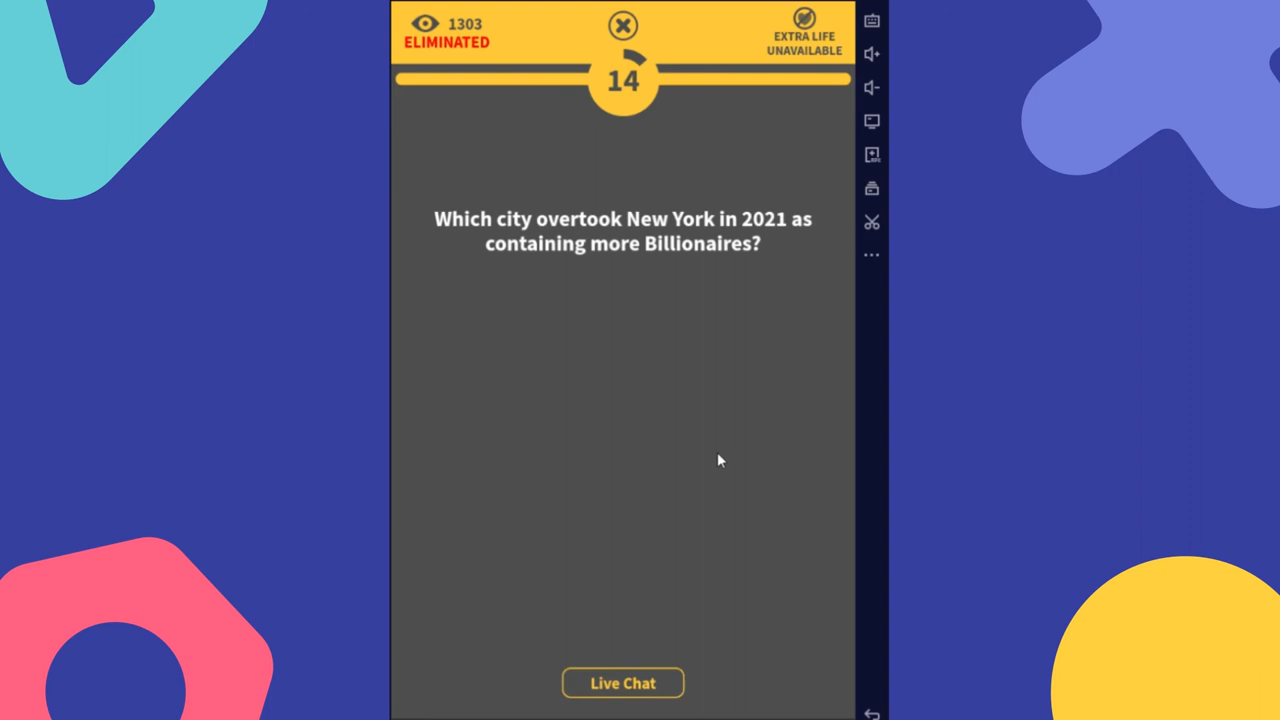 1303
ELIMINATED
EXTRA LIFE
UNAVAILABLE
14
Which city overtook New York in 2021 as
containing more Billionaires?
Live Chat